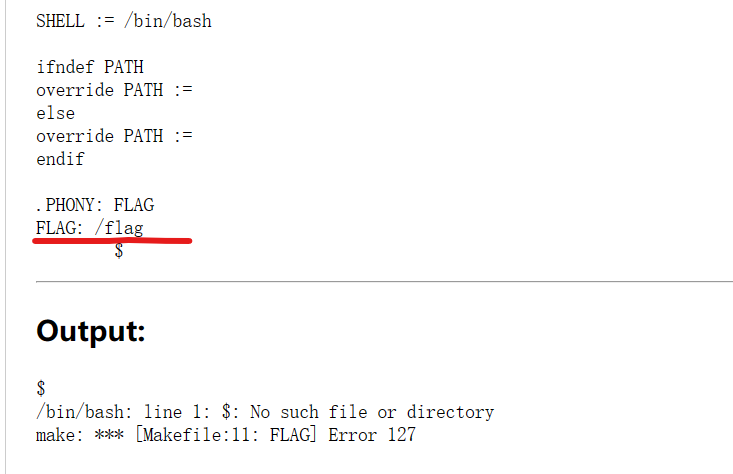 SHELL := /bin/bash
ifndef PATH
override PATH :=
else
override PATH :=
endif
.PHONY: FLAG
FLAG: /flag
$
Output:
$
/bin/bash: line 1: $: No such file or directory
make: *** [Makefile:11: FLAG] Error 127